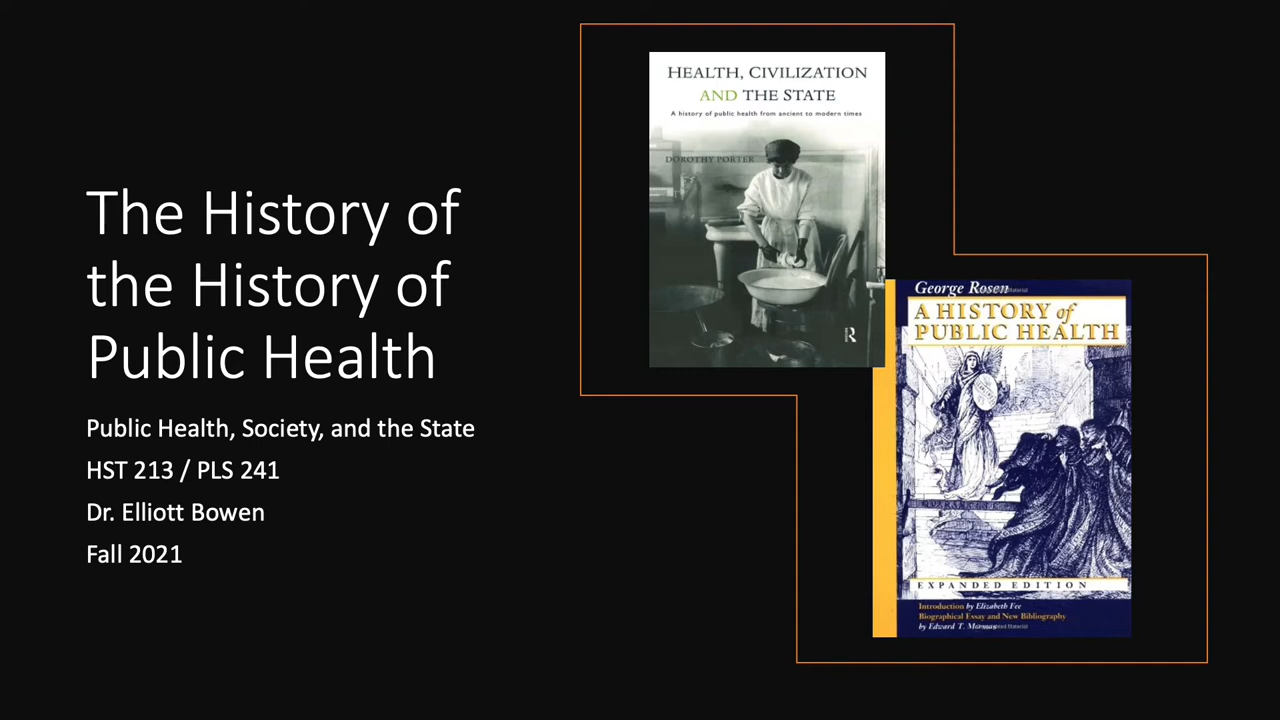 The History of
the History of
Public Health
Public Health, Society, and the State
HST 213 / PLS 241
Dr. Elliott Bowen
Fall 2021
HEALTH, CIVILIZATION
AND THE STATE
A history of public health from ancient to modern times
DOROTHY PORTER
R
George Rosen
A HISTORY of
PUBLIC HEALTH
QUARANTINE
EXPANDED EDITION
Introduction by Elizabeth Fee
Biographical Essay and New Bibliography
by Edward T.